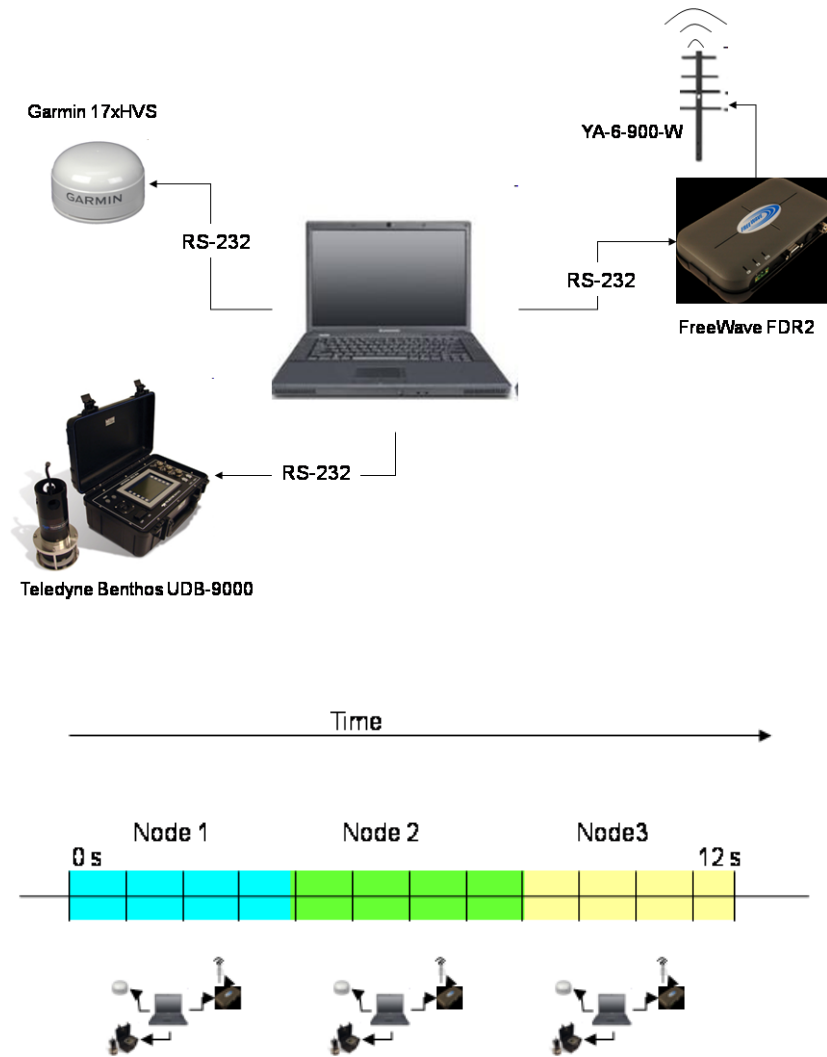 Garmin 17xHVS
YA-6-900-W
GARMIN
RS-232
RS-232
FreeWave FDR2
RS-232
Teledyne Benthos UDB-9000
Time
Node 1
Node 2
Node3
0 s
12 s